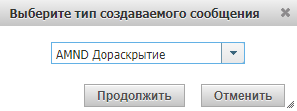 Выберите тип создаваемого сообщения
AMND Дораскрытие
Продолжить Отменить